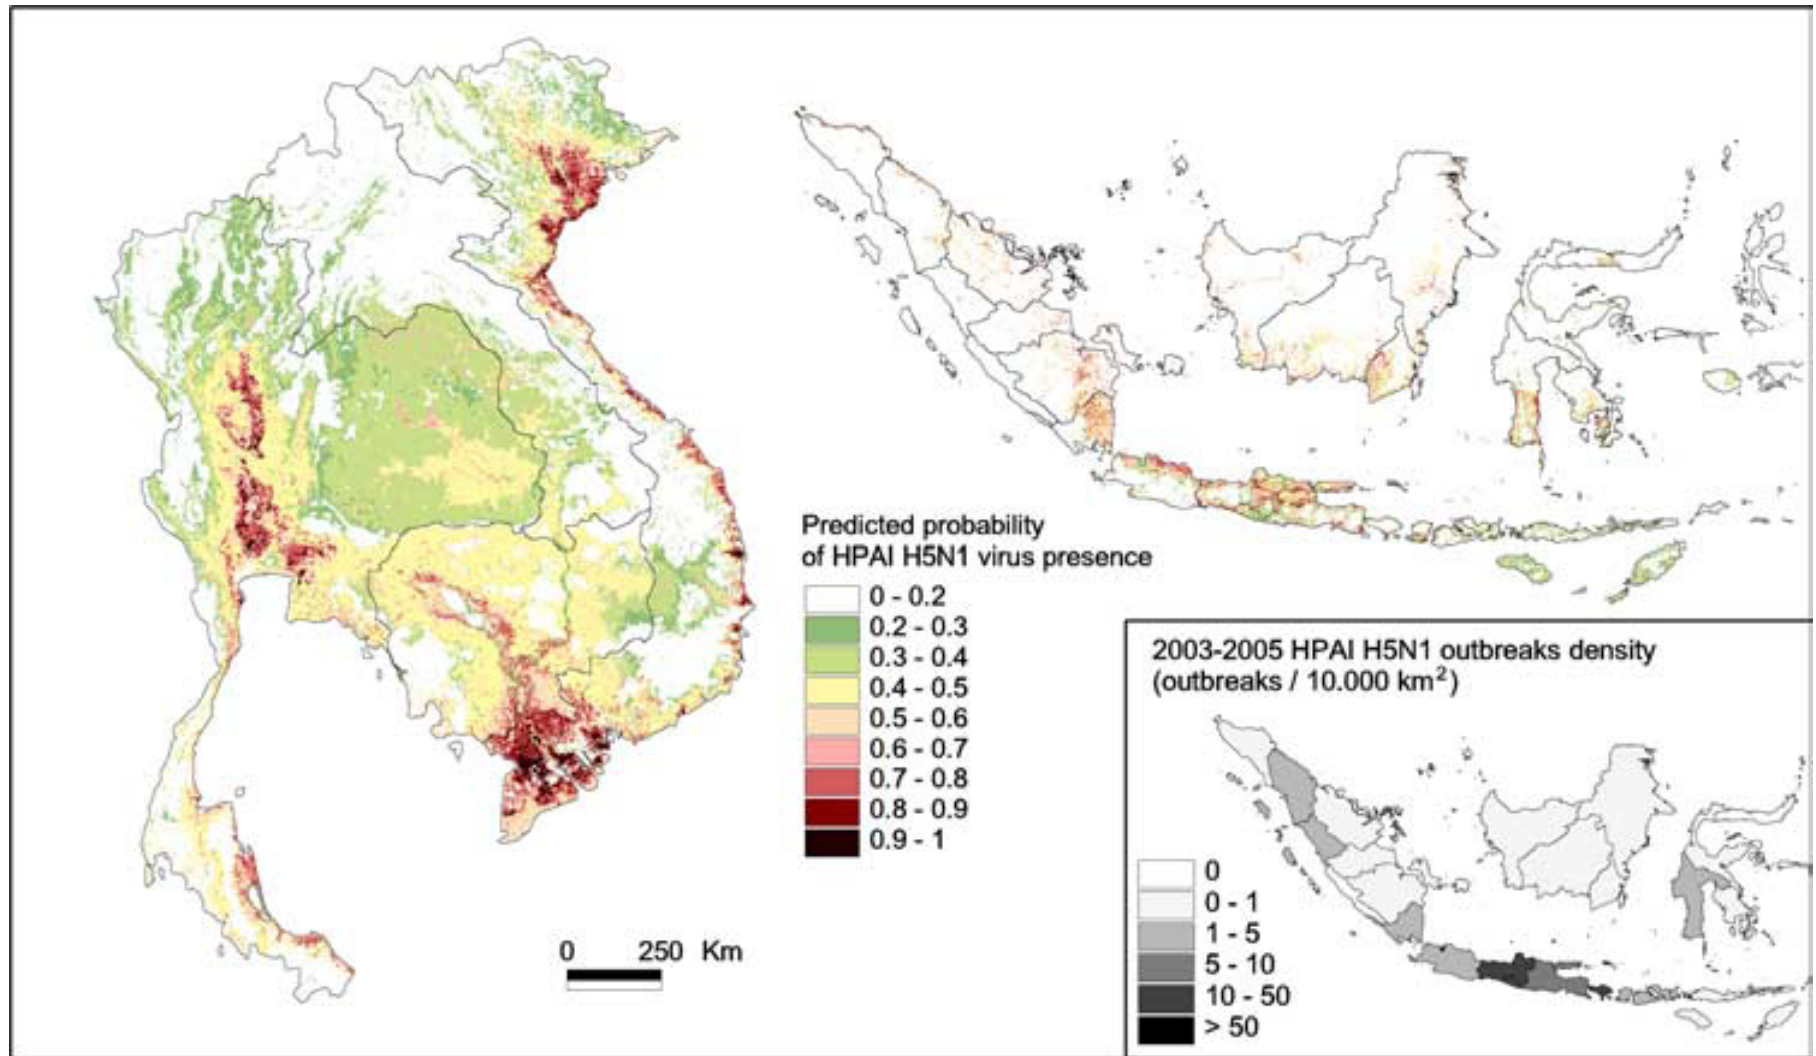 Predicted probability
of HPAI H5N1 virus presence
0 - 0.2
0.2 - 0.3
0.3 - 0.4
0.4 - 0.5
0.5 - 0.6
0.6 - 0.7
0.7 - 0.8
0.8 - 0.9
0.9 - 1
0 250 Km
2003-2005 HPAI H5N1 outbreaks density
(outbreaks / 10.000 km²)
0
0 - 1
1 - 5
5 - 10
10 - 50
> 50